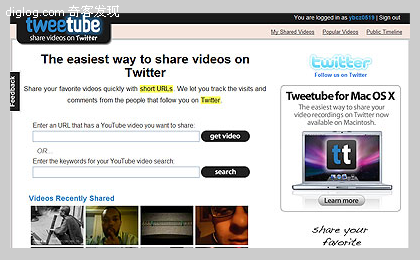 diglog.com 奇客发现
tweetube
share videos on Twitter
You are logged in as ybcz0519 | Sign out
My Shared Videos Popular Videos Public Timeline
The easiest way to share videos on
Twitter
Share your favorite videos quickly with short URLs. We let you track the visits and
comments from the people that follow you on Twitter.
Feedback
Enter an URL that has a YouTube video you want to share:
get video
OR...
Enter the keywords for your YouTube video search:
search
Videos Recently Shared
twitter
Follow us on Twitter
Tweetube for Mac OS X
The easiest way to share your
video recordings on Twitter now
available on Macintosh.
tt
Learn more
share your
favorite